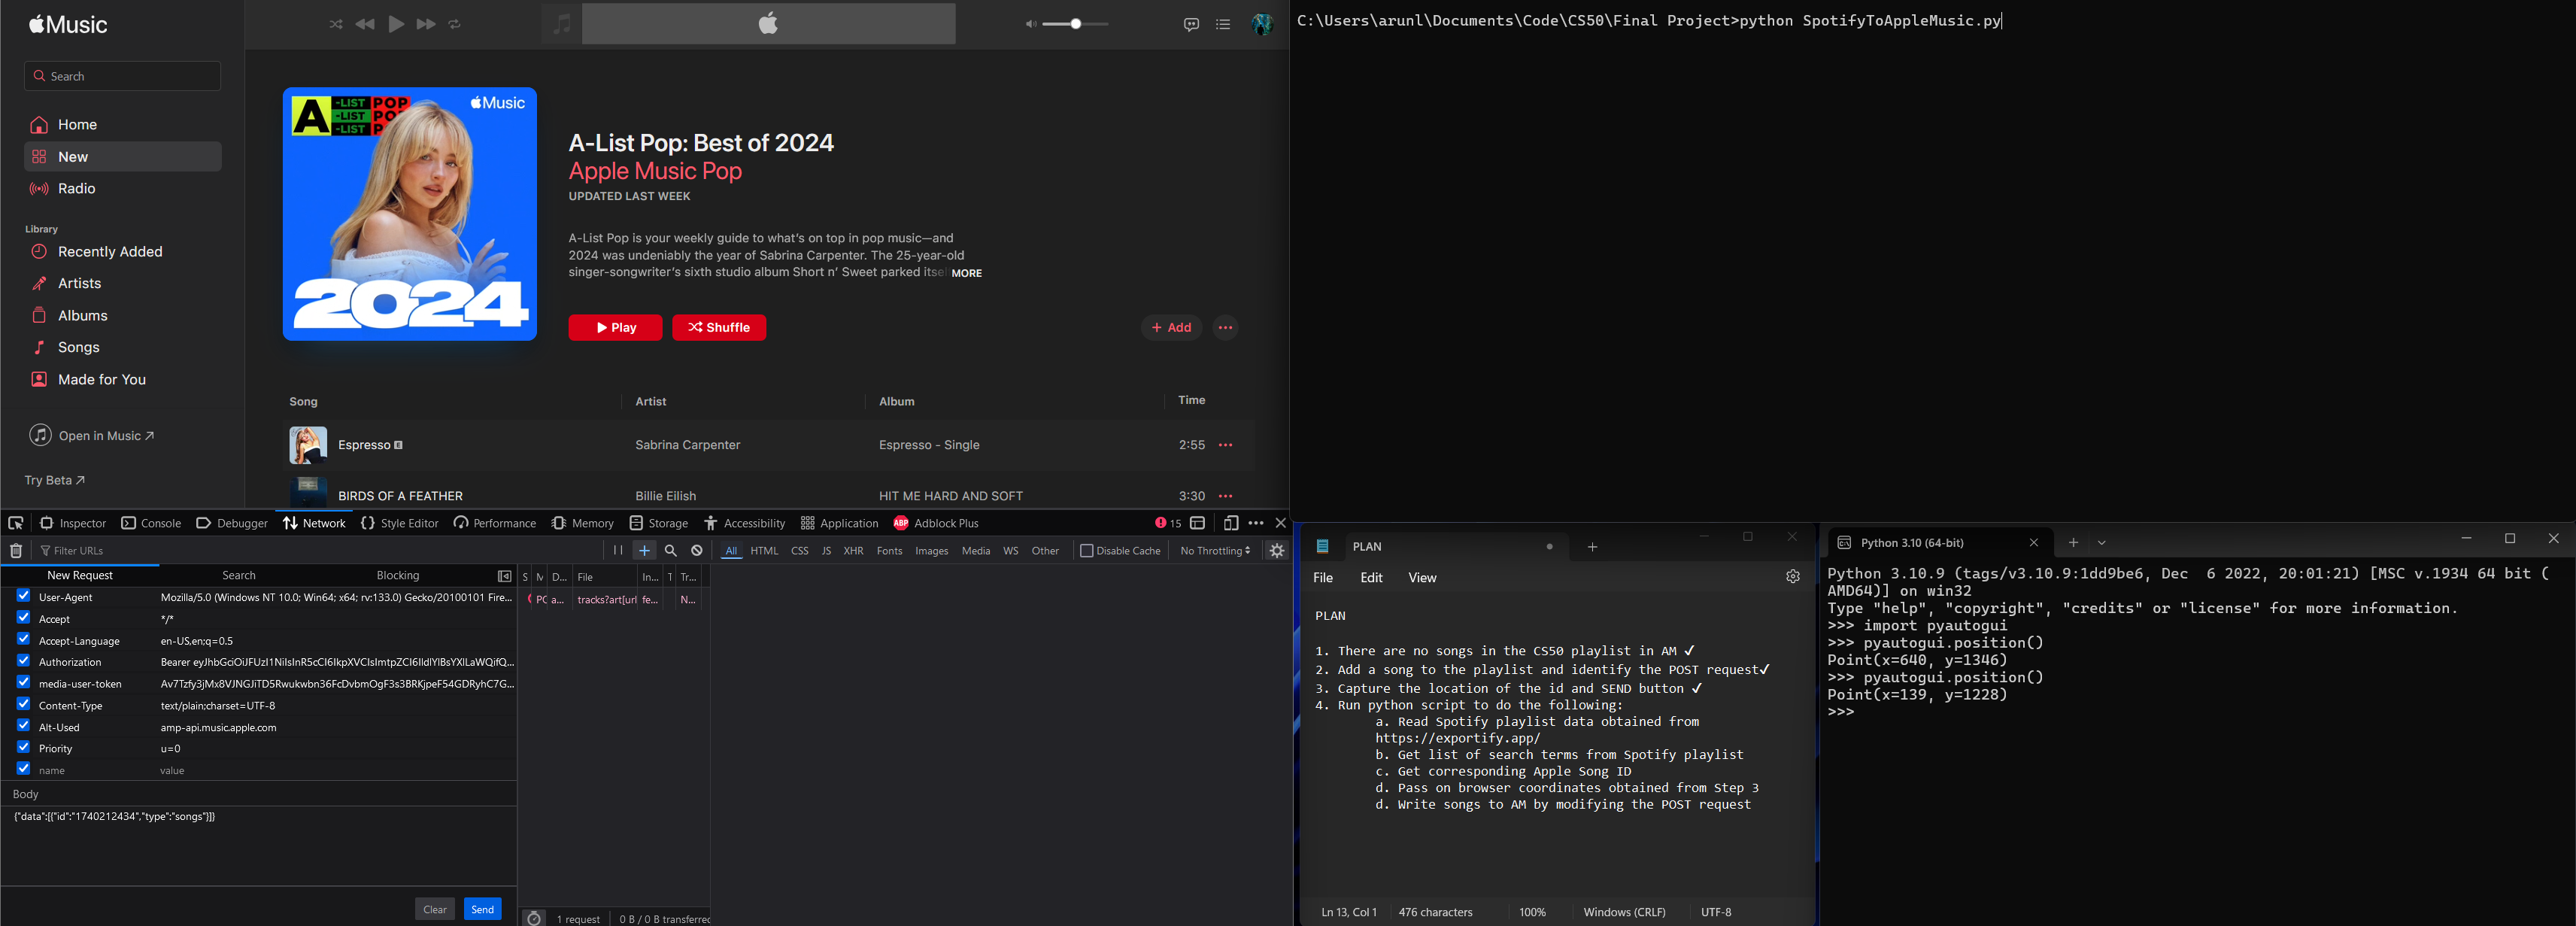 Music
Search
Home
New
Radio
Library
Recently Added
Artists
Albums
Songs
Made for You
Open in Music ↗
Try Beta ↗
A -LIST POP
-LIST PO
-LIST P
Music
2024
A-List Pop: Best of 2024
Apple Music Pop
UPDATED LAST WEEK
A-List Pop is your weekly guide to what's on top in pop music—and
2024 was undeniably the year of Sabrina Carpenter. The 25-year-old
singer-songwriter's sixth studio album Short n' Sweet parked itsel MORE
Play Shuffle + Add
Song Artist Album Time
Espresso E Sabrina Carpenter Espresso - Single 2:55
BIRDS OF A FEATHER Billie Eilish HIT ME HARD AND SOFT 3:30
Inspector Console Debugger Network Style Editor Performance Memory Storage Accessibility Application ABP Adblock Plus 15
Filter URLs All HTML CSS JS XHR Fonts Images Media WS Other Disable Cache No Throttling
New Request Search Blocking S M D... File In... T Tr...
PC a... tracks?art[url fe... N...
User-Agent Mozilla/5.0 (Windows NT 10.0; Win64; x64; rv:133.0) Gecko/20100101 Fire...
Accept */*
Accept-Language en-US,en;q=0.5
Authorization Bearer
media-user-token
Content-Type text/plain;charset=UTF-8
Alt-Used amp-api.music.apple.com
Priority u=0
name value
Body
{"data":[{"id":"1740212434","type":"songs"}]}
Clear Send
1 request 0 B / 0 B transferred
C:\Users\arunl\Documents\Code\CS50\Final Project>python SpotifyToAppleMusic.py
PLAN
File Edit View
PLAN
1. There are no songs in the CS50 playlist in AM ✓
2. Add a song to the playlist and identify the POST request✓
3. Capture the location of the id and SEND button ✓
4. Run python script to do the following:
a. Read Spotify playlist data obtained from
https://exportify.app/
b. Get list of search terms from Spotify playlist
c. Get corresponding Apple Song ID
d. Pass on browser coordinates obtained from Step 3
d. Write songs to AM by modifying the POST request
Ln 13, Col 1 476 characters 100% Windows (CRLF) UTF-8
Python 3.10 (64-bit)
Python 3.10.9 (tags/v3.10.9:1dd9be6, Dec  6 2022, 20:01:21) [MSC v.1934 64 bit (
AMD64)] on win32
Type "help", "copyright", "credits" or "license" for more information.
>>> import pyautogui
>>> pyautogui.position()
Point(x=640, y=1346)
>>> pyautogui.position()
Point(x=139, y=1228)
>>>